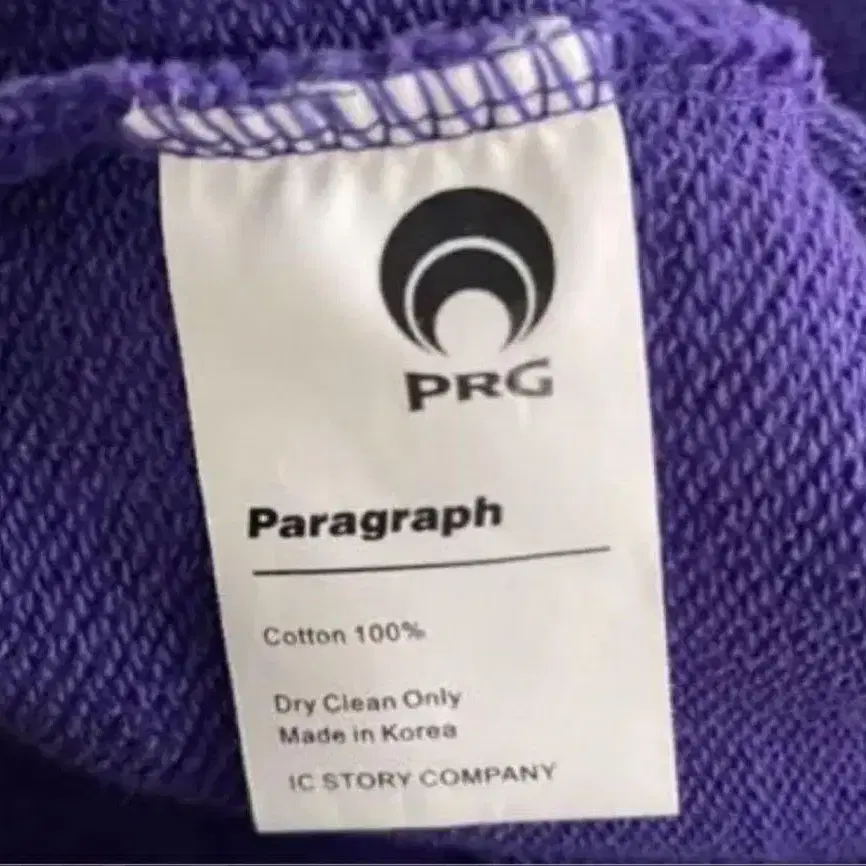 PRG
Paragraph
Cotton 100%
Dry Clean Only
Made in Korea
IC STORY COMPANY